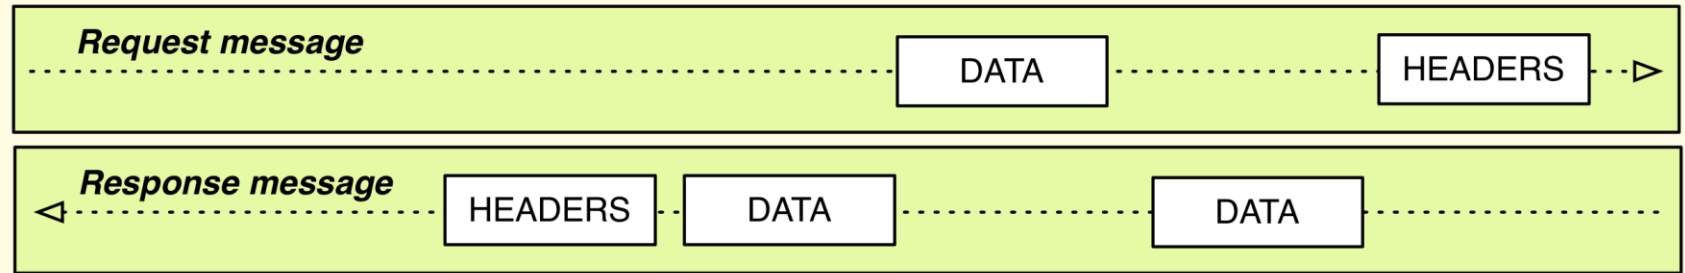 Request message
DATA
HEADERS
Response message
HEADERS
DATA
DATA